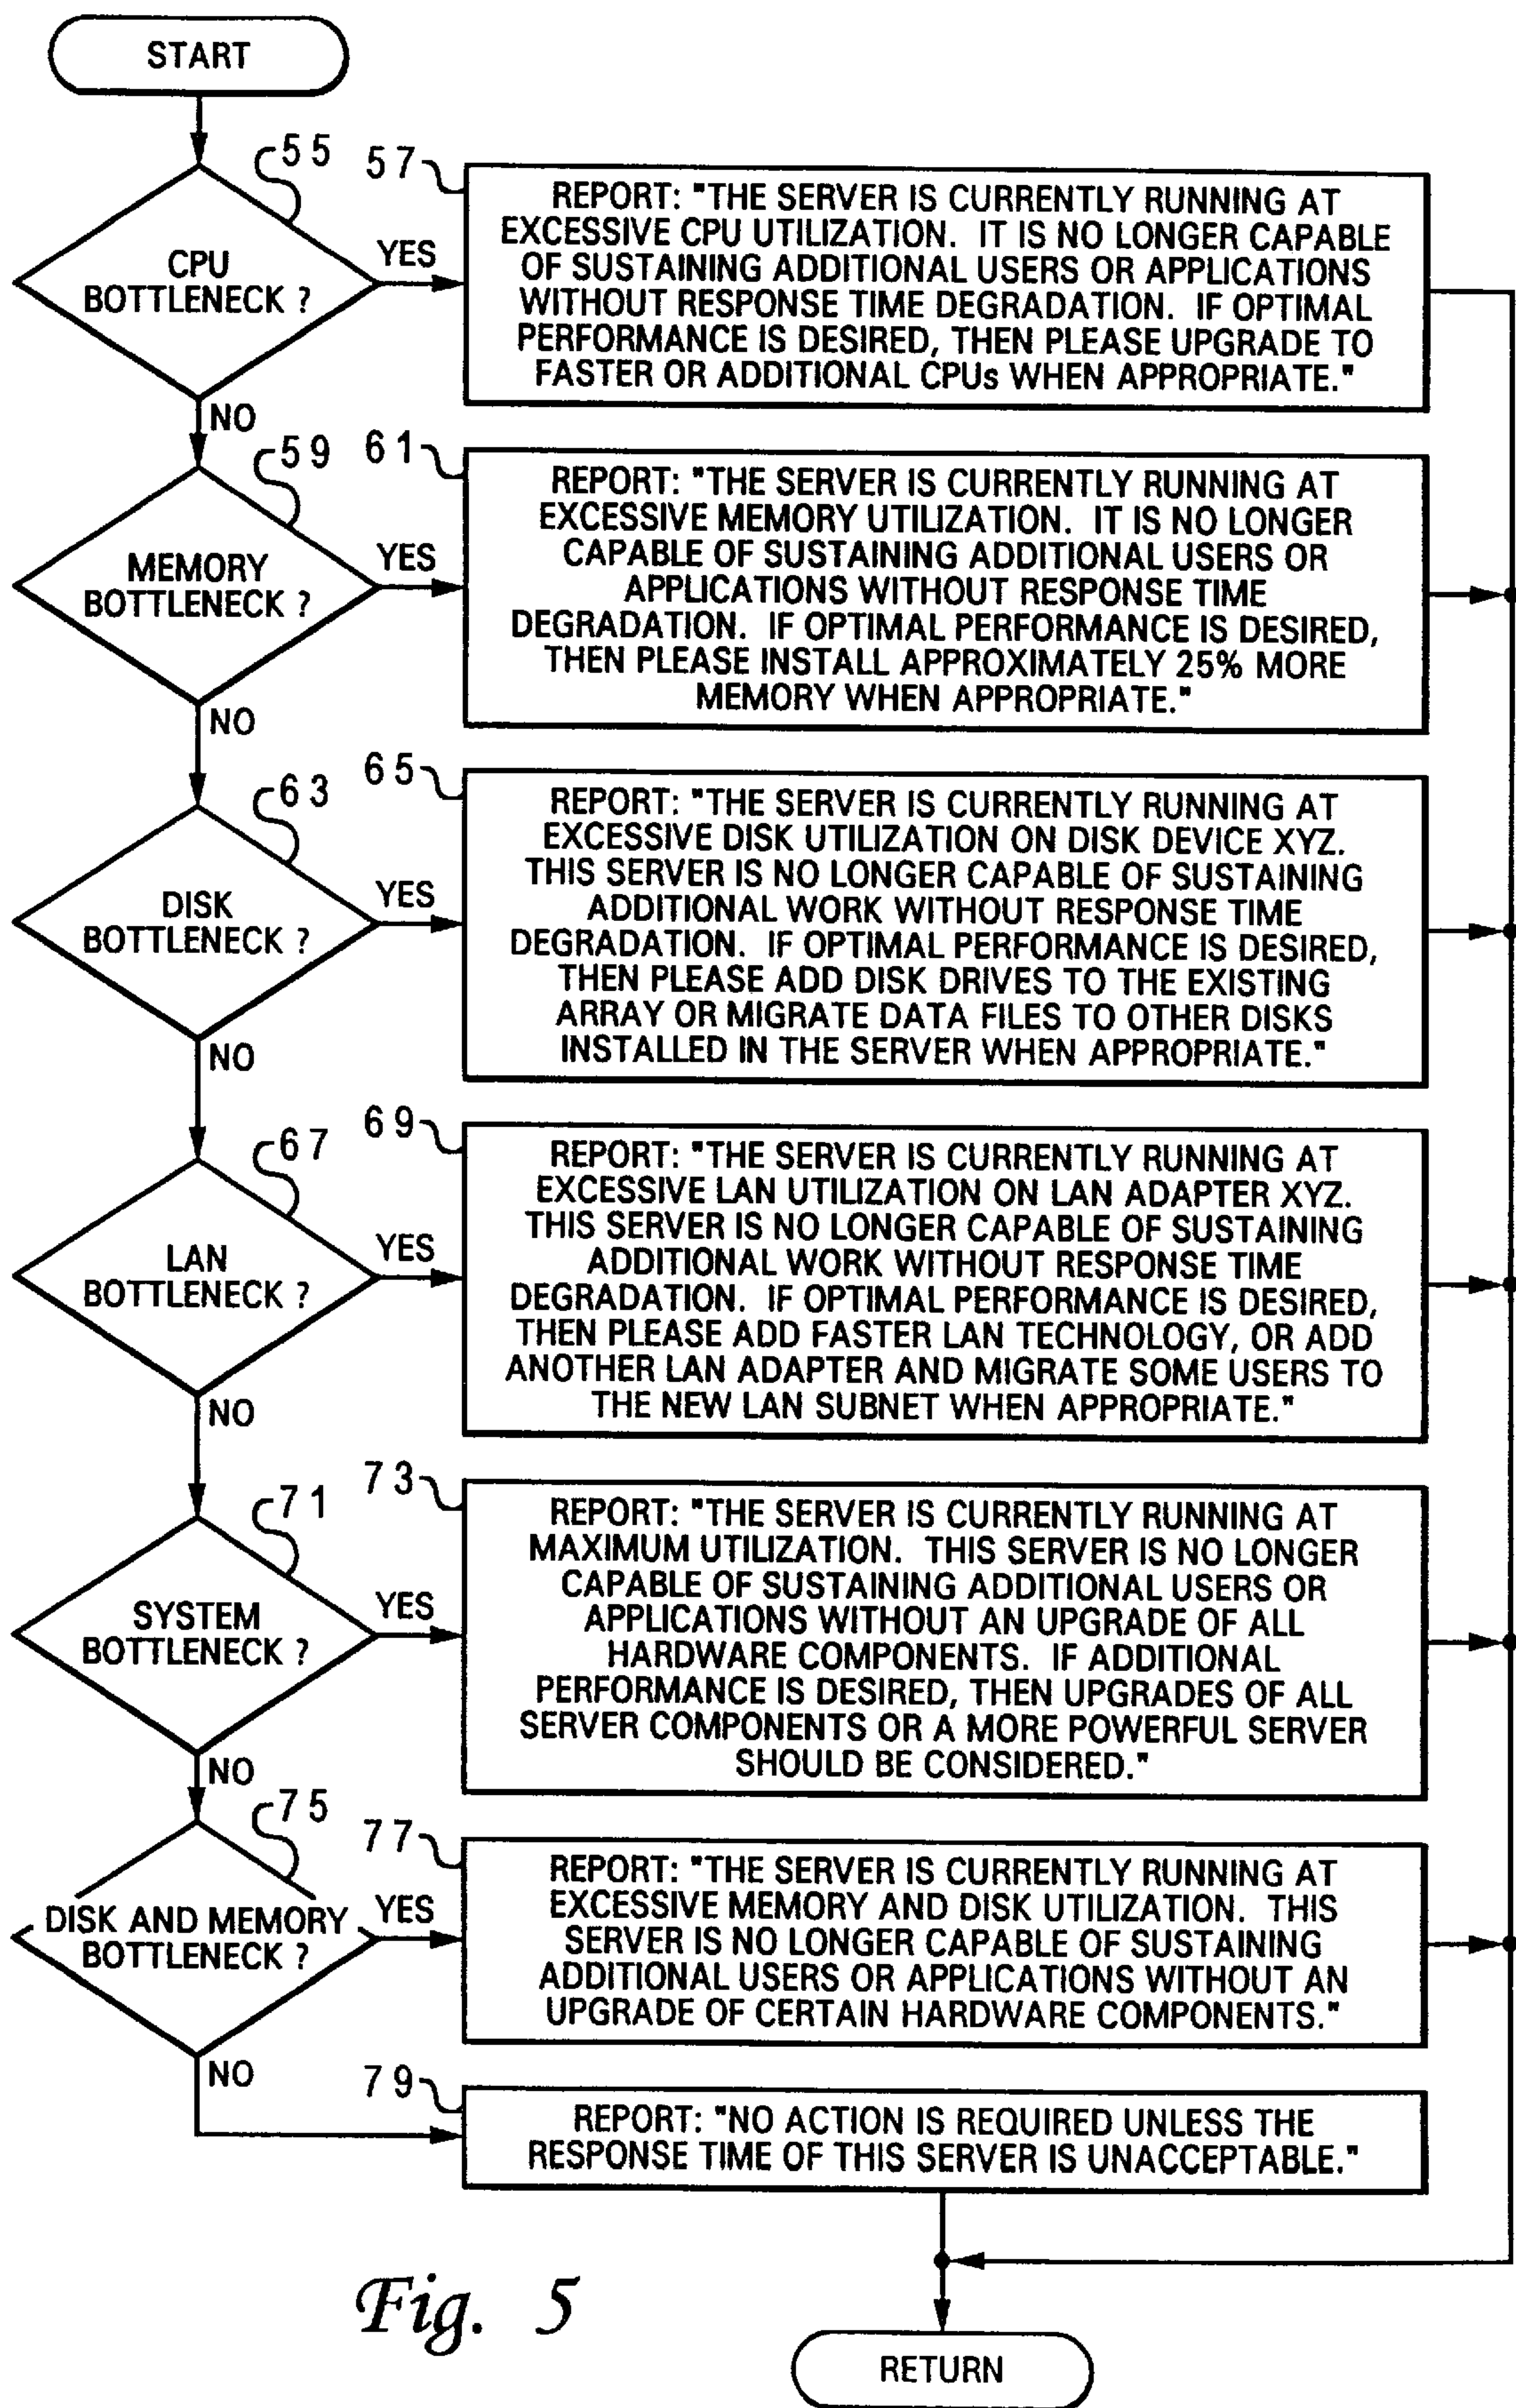 START
55
CPU
BOTTLENECK ?
YES
NO
57
REPORT: "THE SERVER IS CURRENTLY RUNNING AT
EXCESSIVE CPU UTILIZATION. IT IS NO LONGER CAPABLE
OF SUSTAINING ADDITIONAL USERS OR APPLICATIONS
WITHOUT RESPONSE TIME DEGRADATION. IF OPTIMAL
PERFORMANCE IS DESIRED, THEN PLEASE UPGRADE TO
FASTER OR ADDITIONAL CPUs WHEN APPROPRIATE."
59
MEMORY
BOTTLENECK ?
YES
NO
61
REPORT: "THE SERVER IS CURRENTLY RUNNING AT
EXCESSIVE MEMORY UTILIZATION. IT IS NO LONGER
CAPABLE OF SUSTAINING ADDITIONAL USERS OR
APPLICATIONS WITHOUT RESPONSE TIME
DEGRADATION. IF OPTIMAL PERFORMANCE IS DESIRED,
THEN PLEASE INSTALL APPROXIMATELY 25% MORE
MEMORY WHEN APPROPRIATE."
63
DISK
BOTTLENECK ?
YES
NO
65
REPORT: "THE SERVER IS CURRENTLY RUNNING AT
EXCESSIVE DISK UTILIZATION ON DISK DEVICE XYZ.
THIS SERVER IS NO LONGER CAPABLE OF SUSTAINING
ADDITIONAL WORK WITHOUT RESPONSE TIME
DEGRADATION. IF OPTIMAL PERFORMANCE IS DESIRED,
THEN PLEASE ADD DISK DRIVES TO THE EXISTING
ARRAY OR MIGRATE DATA FILES TO OTHER DISKS
INSTALLED IN THE SERVER WHEN APPROPRIATE."
67
LAN
BOTTLENECK ?
YES
NO
69
REPORT: "THE SERVER IS CURRENTLY RUNNING AT
EXCESSIVE LAN UTILIZATION ON LAN ADAPTER XYZ.
THIS SERVER IS NO LONGER CAPABLE OF SUSTAINING
ADDITIONAL WORK WITHOUT RESPONSE TIME
DEGRADATION. IF OPTIMAL PERFORMANCE IS DESIRED,
THEN PLEASE ADD FASTER LAN TECHNOLOGY, OR ADD
ANOTHER LAN ADAPTER AND MIGRATE SOME USERS TO
THE NEW LAN SUBNET WHEN APPROPRIATE."
71
SYSTEM
BOTTLENECK ?
YES
NO
73
REPORT: "THE SERVER IS CURRENTLY RUNNING AT
MAXIMUM UTILIZATION. THIS SERVER IS NO LONGER
CAPABLE OF SUSTAINING ADDITIONAL USERS OR
APPLICATIONS WITHOUT AN UPGRADE OF ALL
HARDWARE COMPONENTS. IF ADDITIONAL
PERFORMANCE IS DESIRED, THEN UPGRADES OF ALL
SERVER COMPONENTS OR A MORE POWERFUL SERVER
SHOULD BE CONSIDERED."
75
DISK AND MEMORY
BOTTLENECK ?
YES
NO
77
REPORT: "THE SERVER IS CURRENTLY RUNNING AT
EXCESSIVE MEMORY AND DISK UTILIZATION. THIS
SERVER IS NO LONGER CAPABLE OF SUSTAINING
ADDITIONAL USERS OR APPLICATIONS WITHOUT AN
UPGRADE OF CERTAIN HARDWARE COMPONENTS."
79
REPORT: "NO ACTION IS REQUIRED UNLESS THE
RESPONSE TIME OF THIS SERVER IS UNACCEPTABLE."
Fig. 5
RETURN